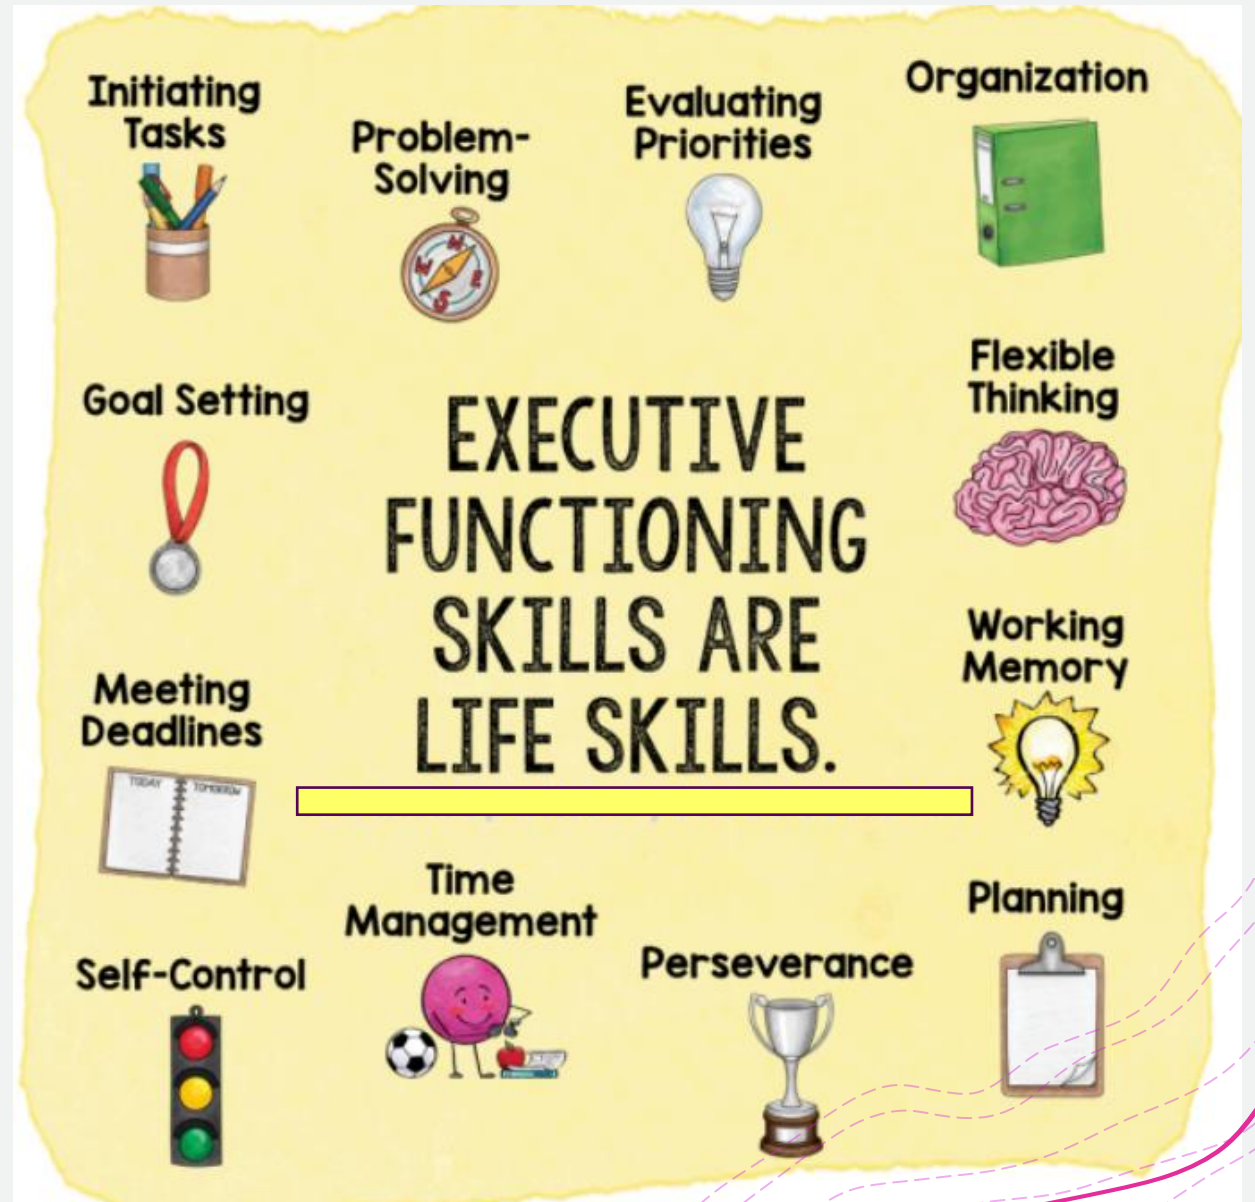 Initiating
Tasks
Problem-
Solving
Evaluating
Priorities
Organization
Goal Setting
EXECUTIVE
FUNCTIONING
SKILLS ARE
LIFE SKILLS.
Flexible
Thinking
Working
Memory
Meeting
Deadlines
TODAY
TOMORROW
Time
Management
Planning
Self-Control
Perseverance